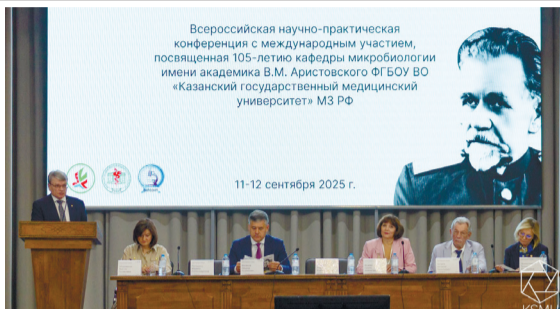 Всероссийская научно-практическая
конференция с международным участием,
посвященная 105-летию кафедры микробиологии
имени академика В.М. Аристовского ФГБОУ ВО
«Казанский государственный медицинский
университет» МЗ РФ
11-12 сентября 2025 г.
KSMU